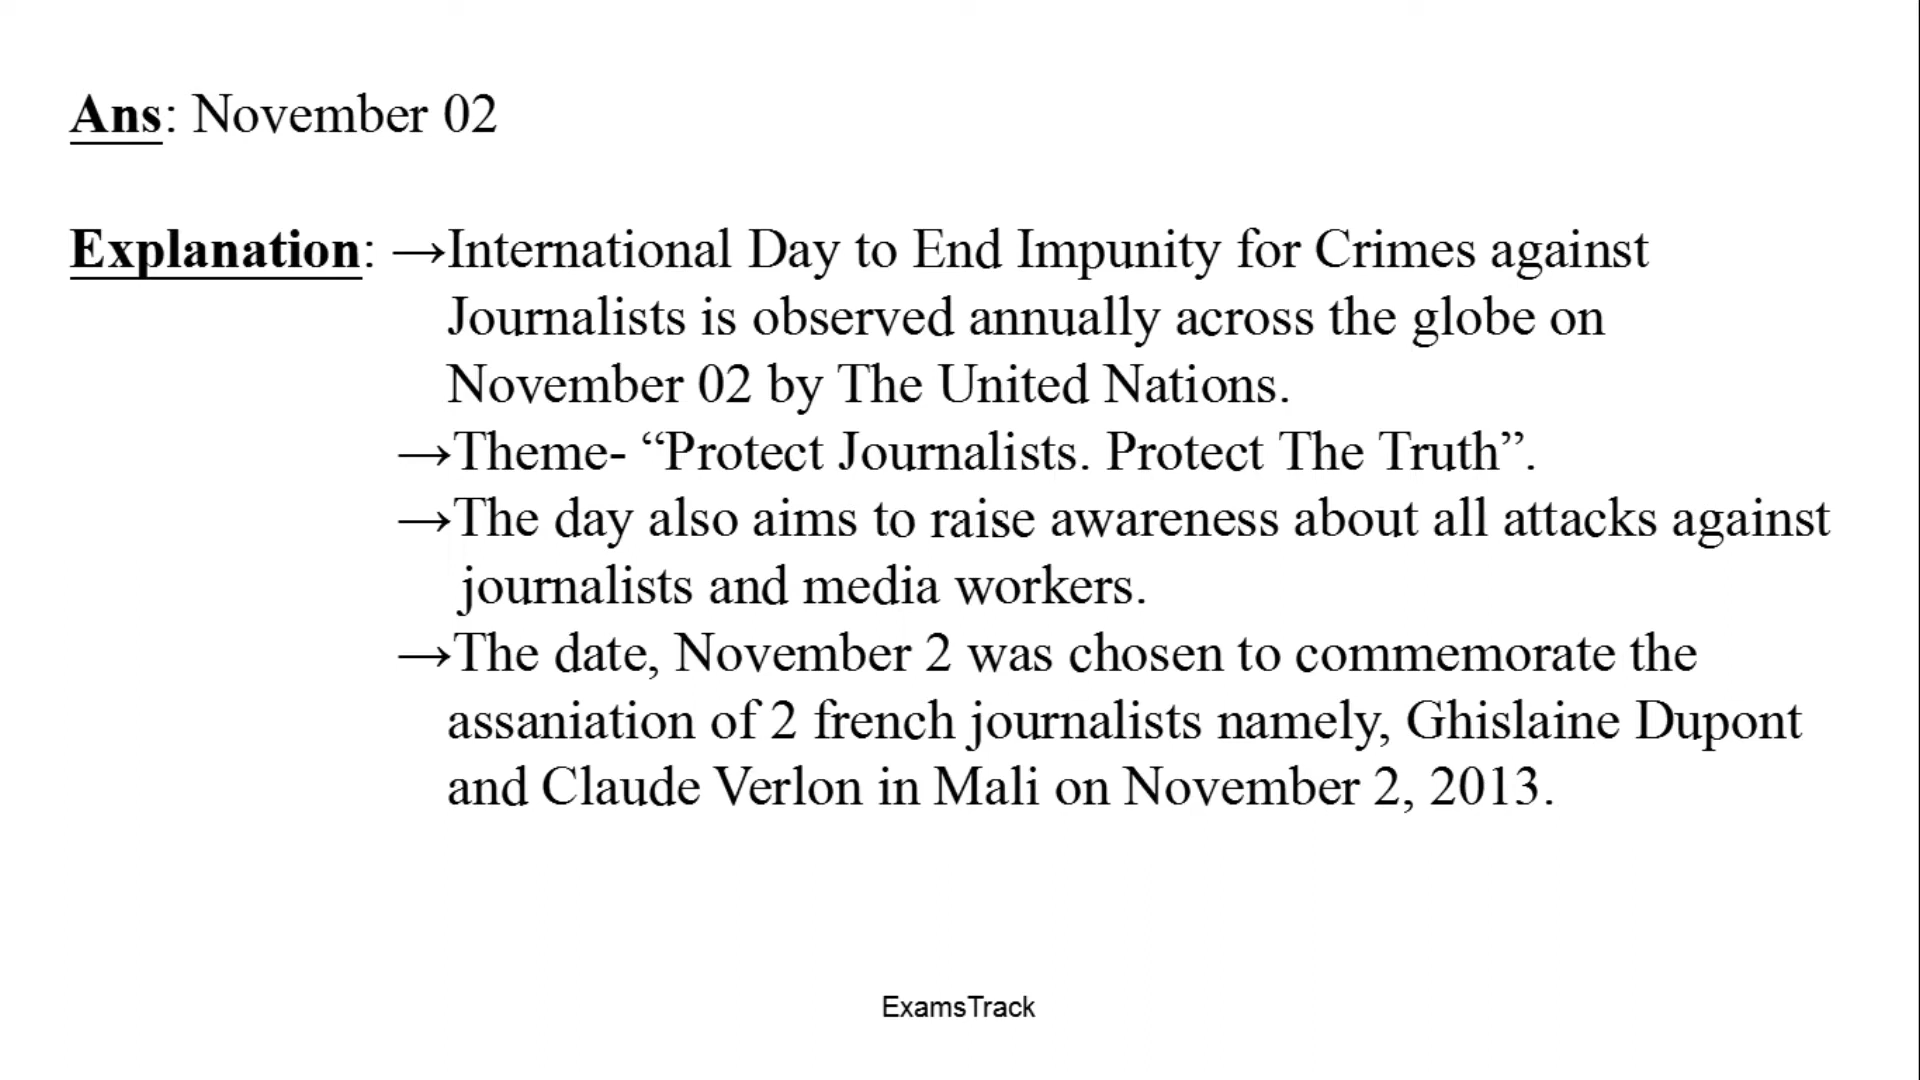 Ans: November 02
Explanation: →International Day to End Impunity for Crimes against
Journalists is observed annually across the globe on
November 02 by The United Nations.
→Theme- “Protect Journalists. Protect The Truth”.
→The day also aims to raise awareness about all attacks against
journalists and media workers.
→The date, November 2 was chosen to commemorate the
assaniation of 2 french journalists namely, Ghislaine Dupont
and Claude Verlon in Mali on November 2, 2013.
ExamsTrack